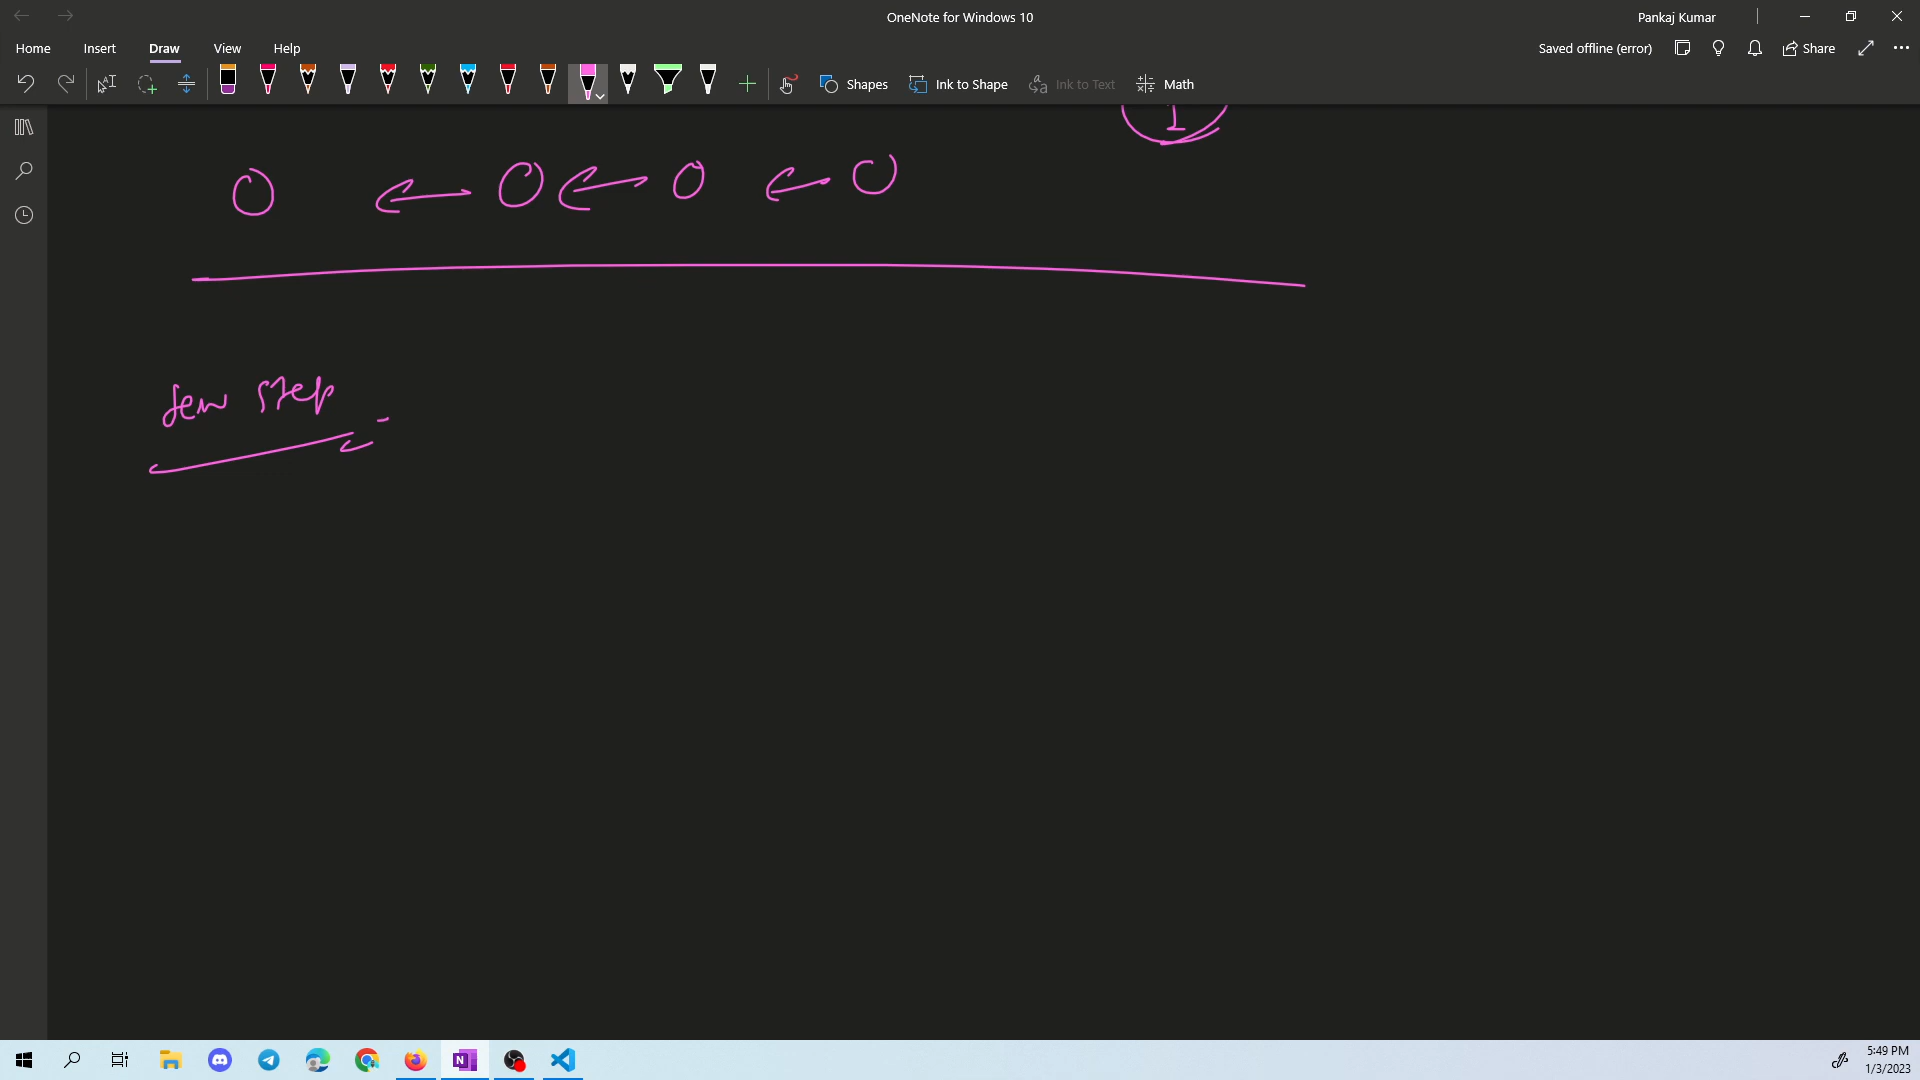 OneNote for Windows 10
Pankaj Kumar
Home Insert Draw View Help
Saved offline (error)
Share
Shapes
Ink to Shape
Ink to Text
Math
1
O O O O
few step
5:49 PM
1/3/2023